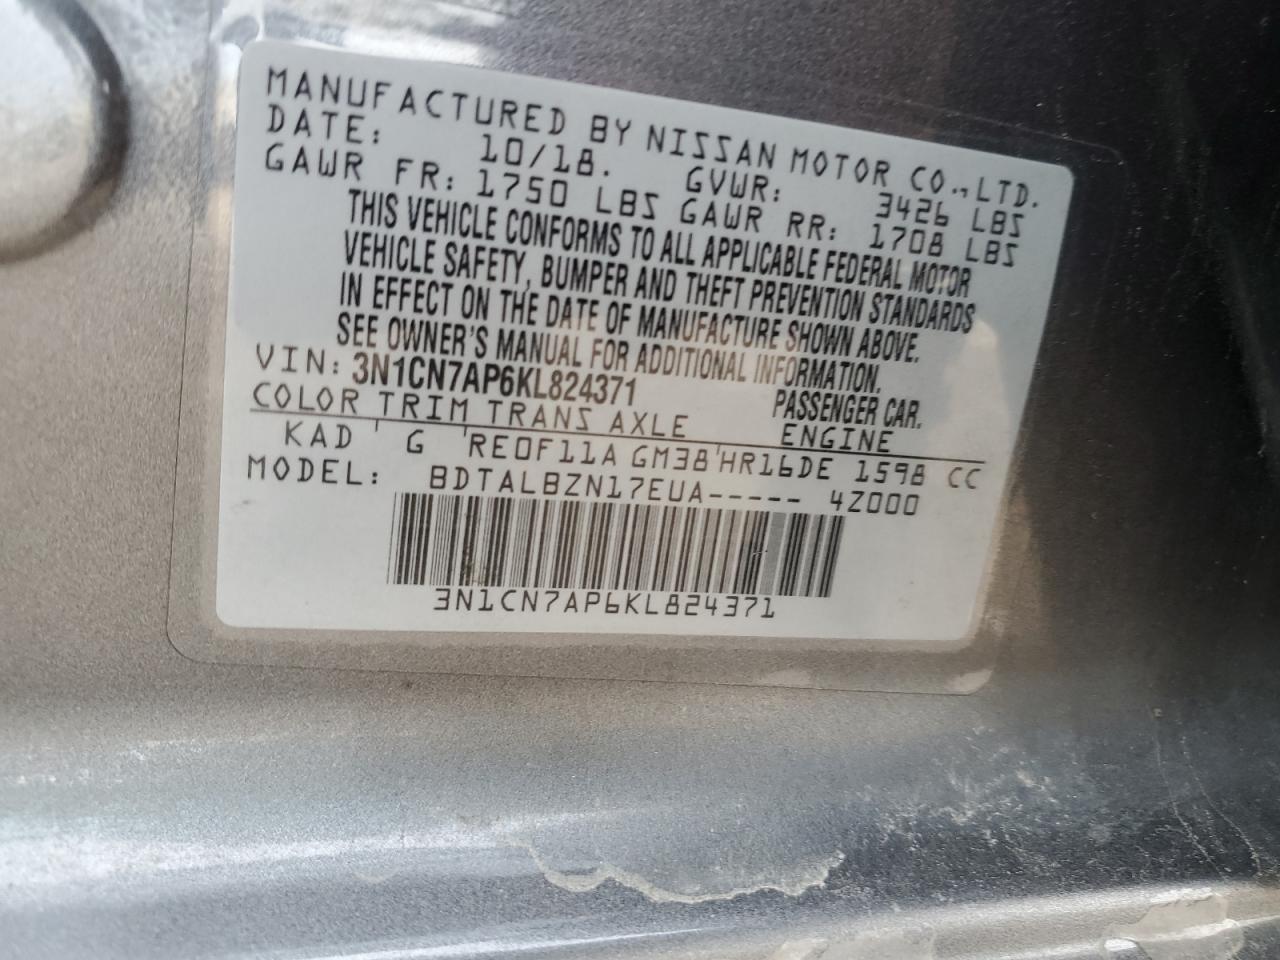 MANUFACTURED BY NISSAN MOTOR CO.,LTD.
DATE: 10/18. GVWR: 3426 LBS
GAWR FR: 1750 LBS GAWR RR: 1708 LBS
THIS VEHICLE CONFORMS TO ALL APPLICABLE FEDERAL MOTOR
VEHICLE SAFETY, BUMPER AND THEFT PREVENTION STANDARDS
IN EFFECT ON THE DATE OF MANUFACTURE SHOWN ABOVE.
SEE OWNER'S MANUAL FOR ADDITIONAL INFORMATION.
VIN: 3N1CN7AP6KL824371 PASSENGER CAR.
COLOR TRIM TRANS AXLE ENGINE
KAD ' G 'RE0F11A GM38'HR16DE 1598 CC
MODEL: BDTALBZN17EUA----- 4Z000
3N1CN7AP6KL824371